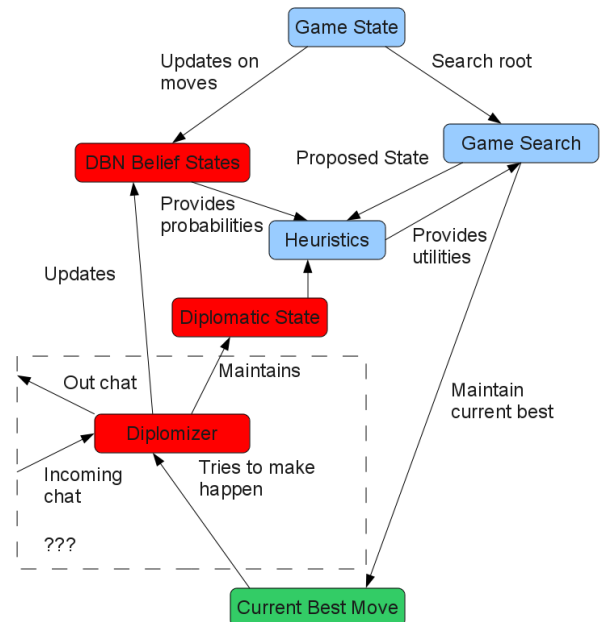 Game State
Updates on
moves
Search root
Game Search
DBN Belief States
Proposed State
Provides
probabilities
Heuristics
Provides
utilities
Updates
Diplomatic State
Out chat
Maintains
Maintain
current best
Diplomizer
Incoming
chat
Tries to make
happen
???
Current Best Move